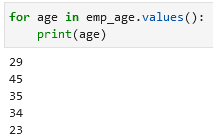 for age in emp_age.values():
    print(age)
29
45
35
34
23